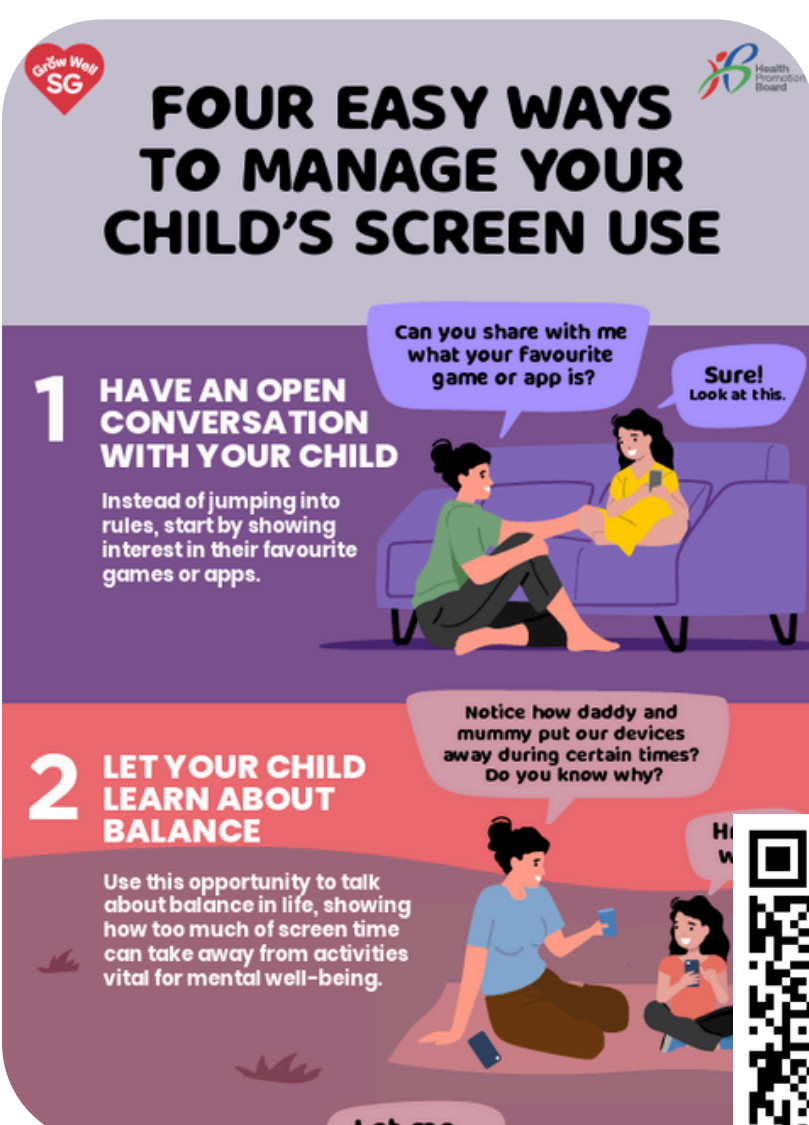 Grow Well
SG
Health
Promotion
Board
FOUR EASY WAYS
TO MANAGE YOUR
CHILD'S SCREEN USE
1
HAVE AN OPEN
CONVERSATION
WITH YOUR CHILD
Instead of jumping into
rules, start by showing
interest in their favourite
games or apps.
Can you share with me
what your favourite
game or app is?
Sure!
Look at this.
2
LET YOUR CHILD
LEARN ABOUT
BALANCE
Use this opportunity to talk
about balance in life, showing
how too much of screen time
can take away from activities
vital for mental well-being.
Notice how daddy and
mummy put our devices
away during certain times?
Do you know why?
Let me